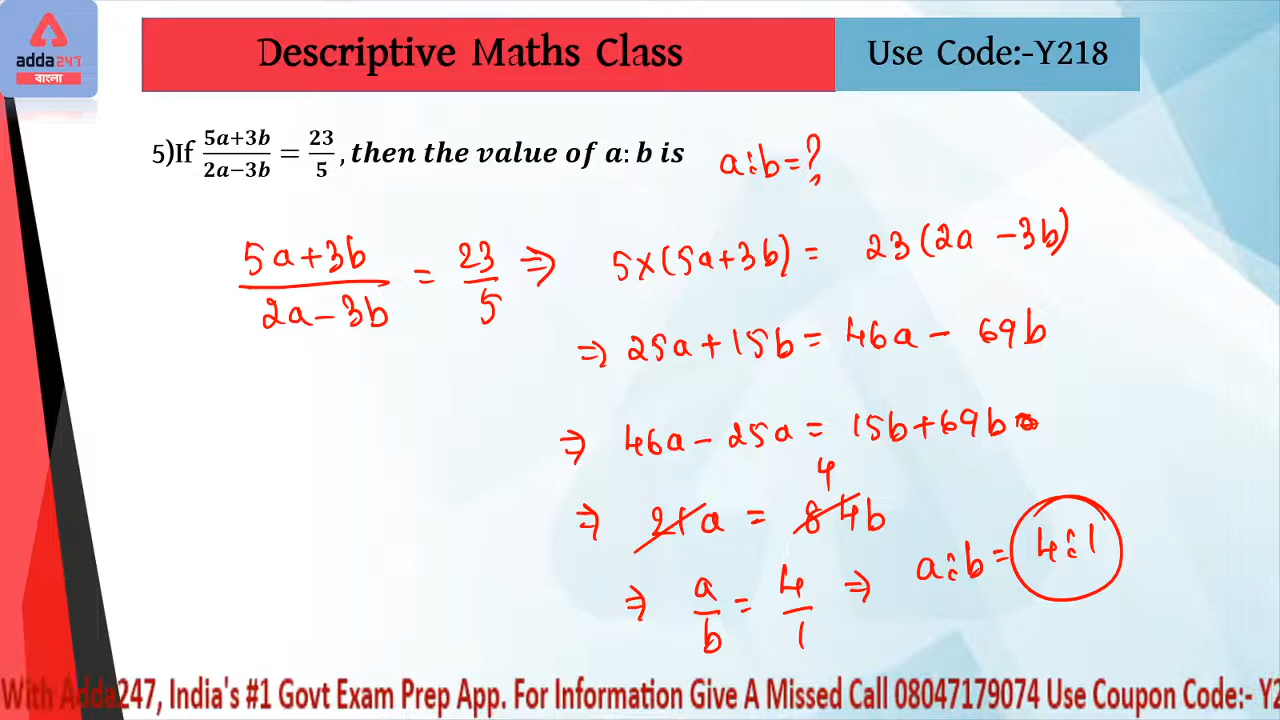 adda247
বাংলা
Descriptive Maths Class
Use Code:-Y218
5)If (5a+3b)/(2a−3b) = 23/5, then the value of a:b is
a:b=?
(5a+3b)/(2a-3b) = 23/5 ⇒ 5×(5a+3b) = 23(2a-3b)
⇒ 25a+15b = 46a - 69b
⇒ 46a - 25a = 15b+69b
4
⇒ 21a = 84b
⇒ a/b = 4/1 ⇒ a:b = 4:1
With Adda247, India's #1 Govt Exam Prep App. For Information Give A Missed Call 08047179074 Use Coupon Code:- Y2